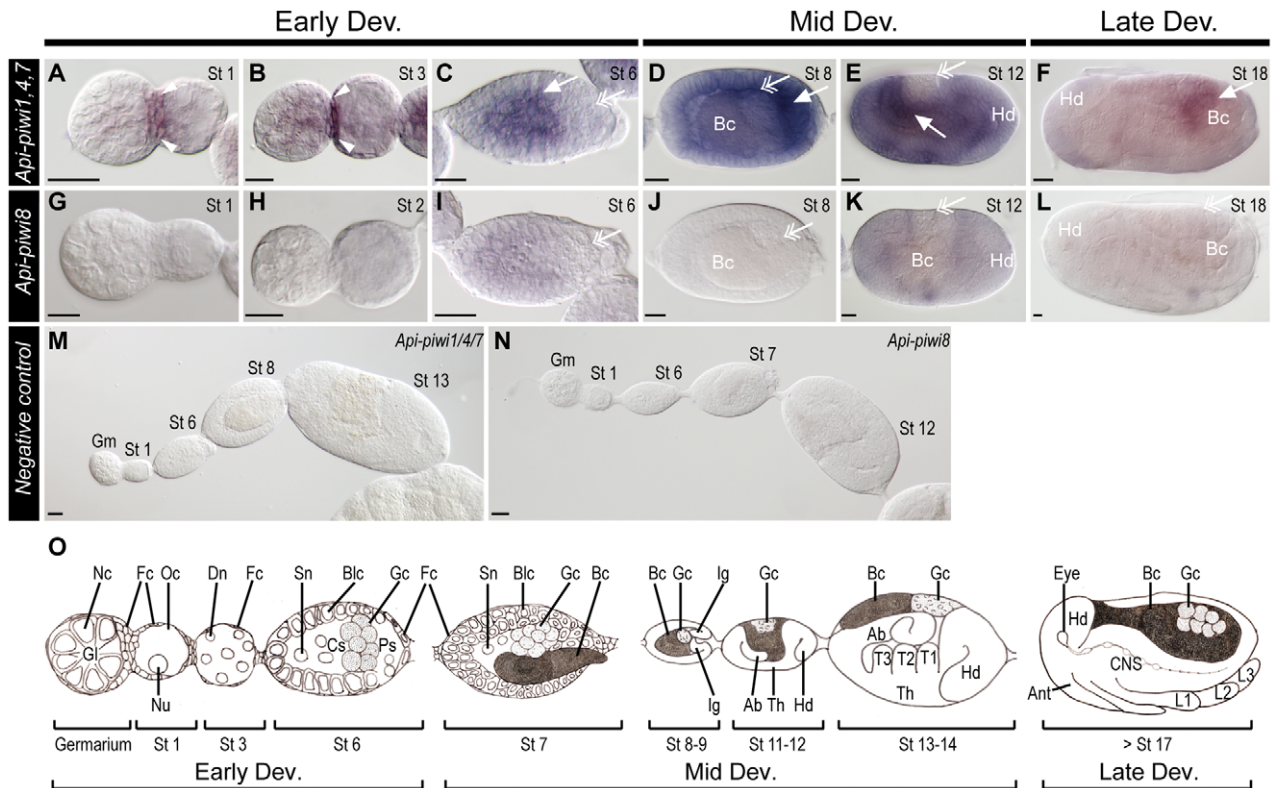 Early Dev. Mid Dev. Late Dev.
Api-piwi1,4,7
A St 1
B St 3
C St 6
D St 8 Bc
E St 12 Hd
F St 18 Hd Bc
Api-piwi8
G St 1
H St 2
I St 6
J St 8 Bc
K St 12 Bc Hd
L St 18 Hd Bc
Negative control
M Api-piwi1/4/7
Gm St 1 St 6 St 8 St 13
N Api-piwi8
Gm St 1 St 6 St 7 St 12
O
Nc Fc Oc Dn Fc Sn Blc Gc Fc Sn Blc Gc Bc Bc Gc Ig Gc Bc Gc Eye Bc Gc
Gl Cs Ps Ab T3 T2 T1 Hd Th Hd CNS
Nu Ig Ab Th Hd Ant L1 L2 L3
Germarium St 1 St 3 St 6 St 7 St 8-9 St 11-12 St 13-14 > St 17
Early Dev. Mid Dev. Late Dev.